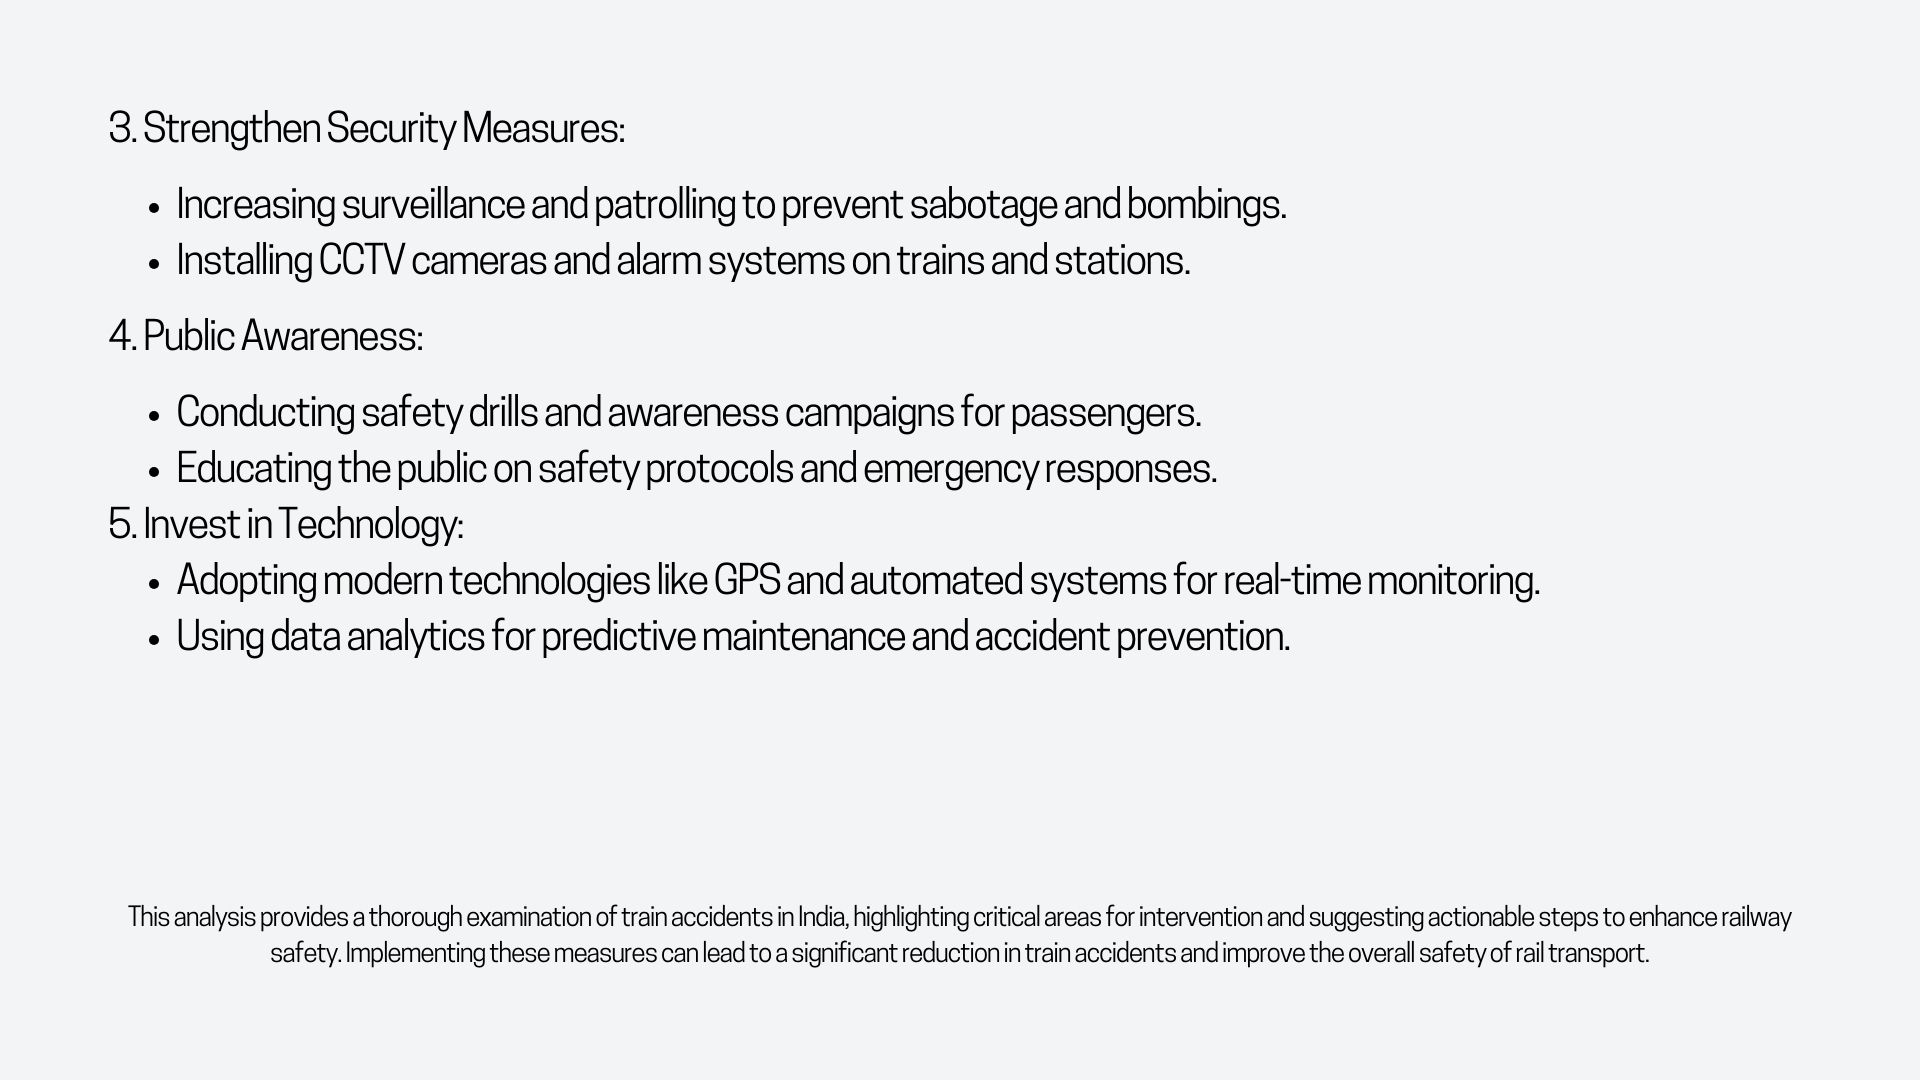 3. Strengthen Security Measures:
• Increasing surveillance and patrolling to prevent sabotage and bombings.
• Installing CCTV cameras and alarm systems on trains and stations.
4. Public Awareness:
• Conducting safety drills and awareness campaigns for passengers.
• Educating the public on safety protocols and emergency responses.
5. Invest in Technology:
• Adopting modern technologies like GPS and automated systems for real-time monitoring.
• Using data analytics for predictive maintenance and accident prevention.
This analysis provides a thorough examination of train accidents in India, highlighting critical areas for intervention and suggesting actionable steps to enhance railway
safety. Implementing these measures can lead to a significant reduction in train accidents and improve the overall safety of rail transport.